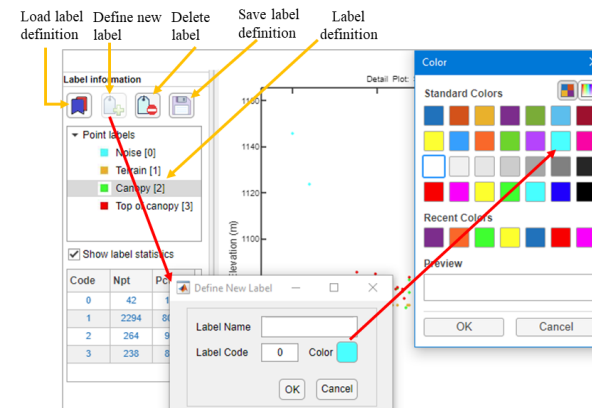 Load label
definition
Define new
label
Delete
label
Save label
definition
Label
definition
Label information
Point labels
Noise [0]
Terrain [1]
Canopy [2]
Top of canopy [3]
Show label statistics
Code Npt
0 42
1 2294
2 264
3 238
Detail Plot:
1160
1140
1120
1100
Elevation (m)
Define New Label
Label Name
Label Code 0 Color
OK Cancel
Color
Standard Colors
Recent Colors
Preview
OK Cancel